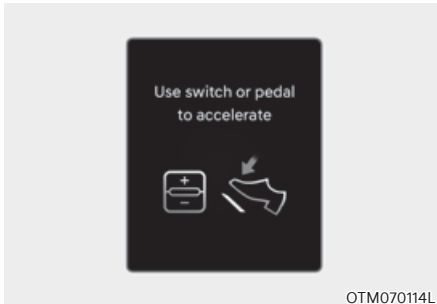 Use switch or pedal
to accelerate
+
−
OTM070114L